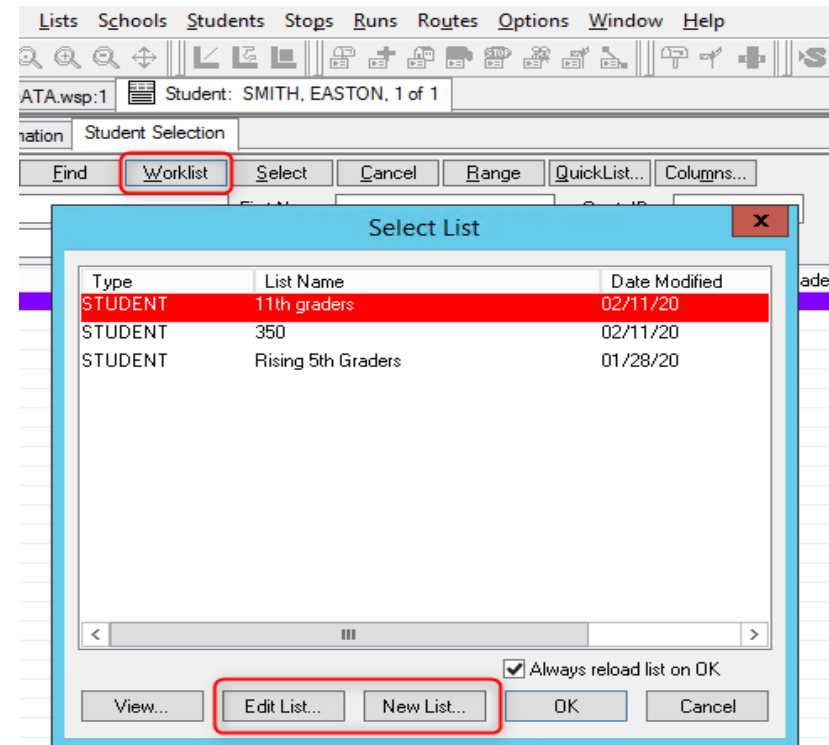 Lists Schools Students Stops Runs Routes Options Window Help
STOP S
ATA.wsp:1 Student: SMITH, EASTON, 1 of 1
nation Student Selection
Find Worklist Select Cancel Range QuickList... Columns...
Select List x
Type List Name Date Modified ade
STUDENT 11th graders 02/11/20
STUDENT 350 02/11/20
STUDENT Rising 5th Graders 01/28/20
Always reload list on OK
View... Edit List... New List... OK Cancel